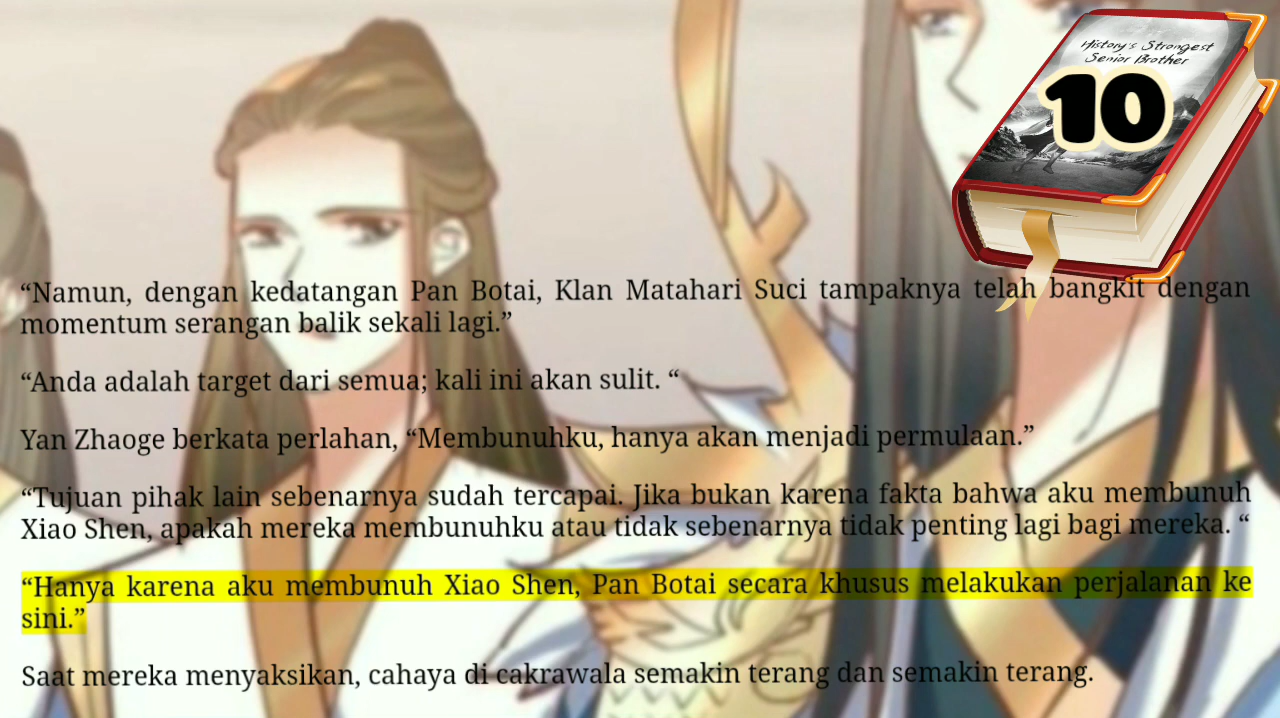 History's Strongest
Senior Brother
10
“Namun, dengan kedatangan Pan Botai, Klan Matahari Suci tampaknya telah bangkit dengan
momentum serangan balik sekali lagi.”
“Anda adalah target dari semua; kali ini akan sulit. “
Yan Zhaoge berkata perlahan, “Membunuhku, hanya akan menjadi permulaan.”
“Tujuan pihak lain sebenarnya sudah tercapai. Jika bukan karena fakta bahwa aku membunuh
Xiao Shen, apakah mereka membunuhku atau tidak sebenarnya tidak penting lagi bagi mereka. “
“Hanya karena aku membunuh Xiao Shen, Pan Botai secara khusus melakukan perjalanan ke
sini.”
Saat mereka menyaksikan, cahaya di cakrawala semakin terang dan semakin terang.